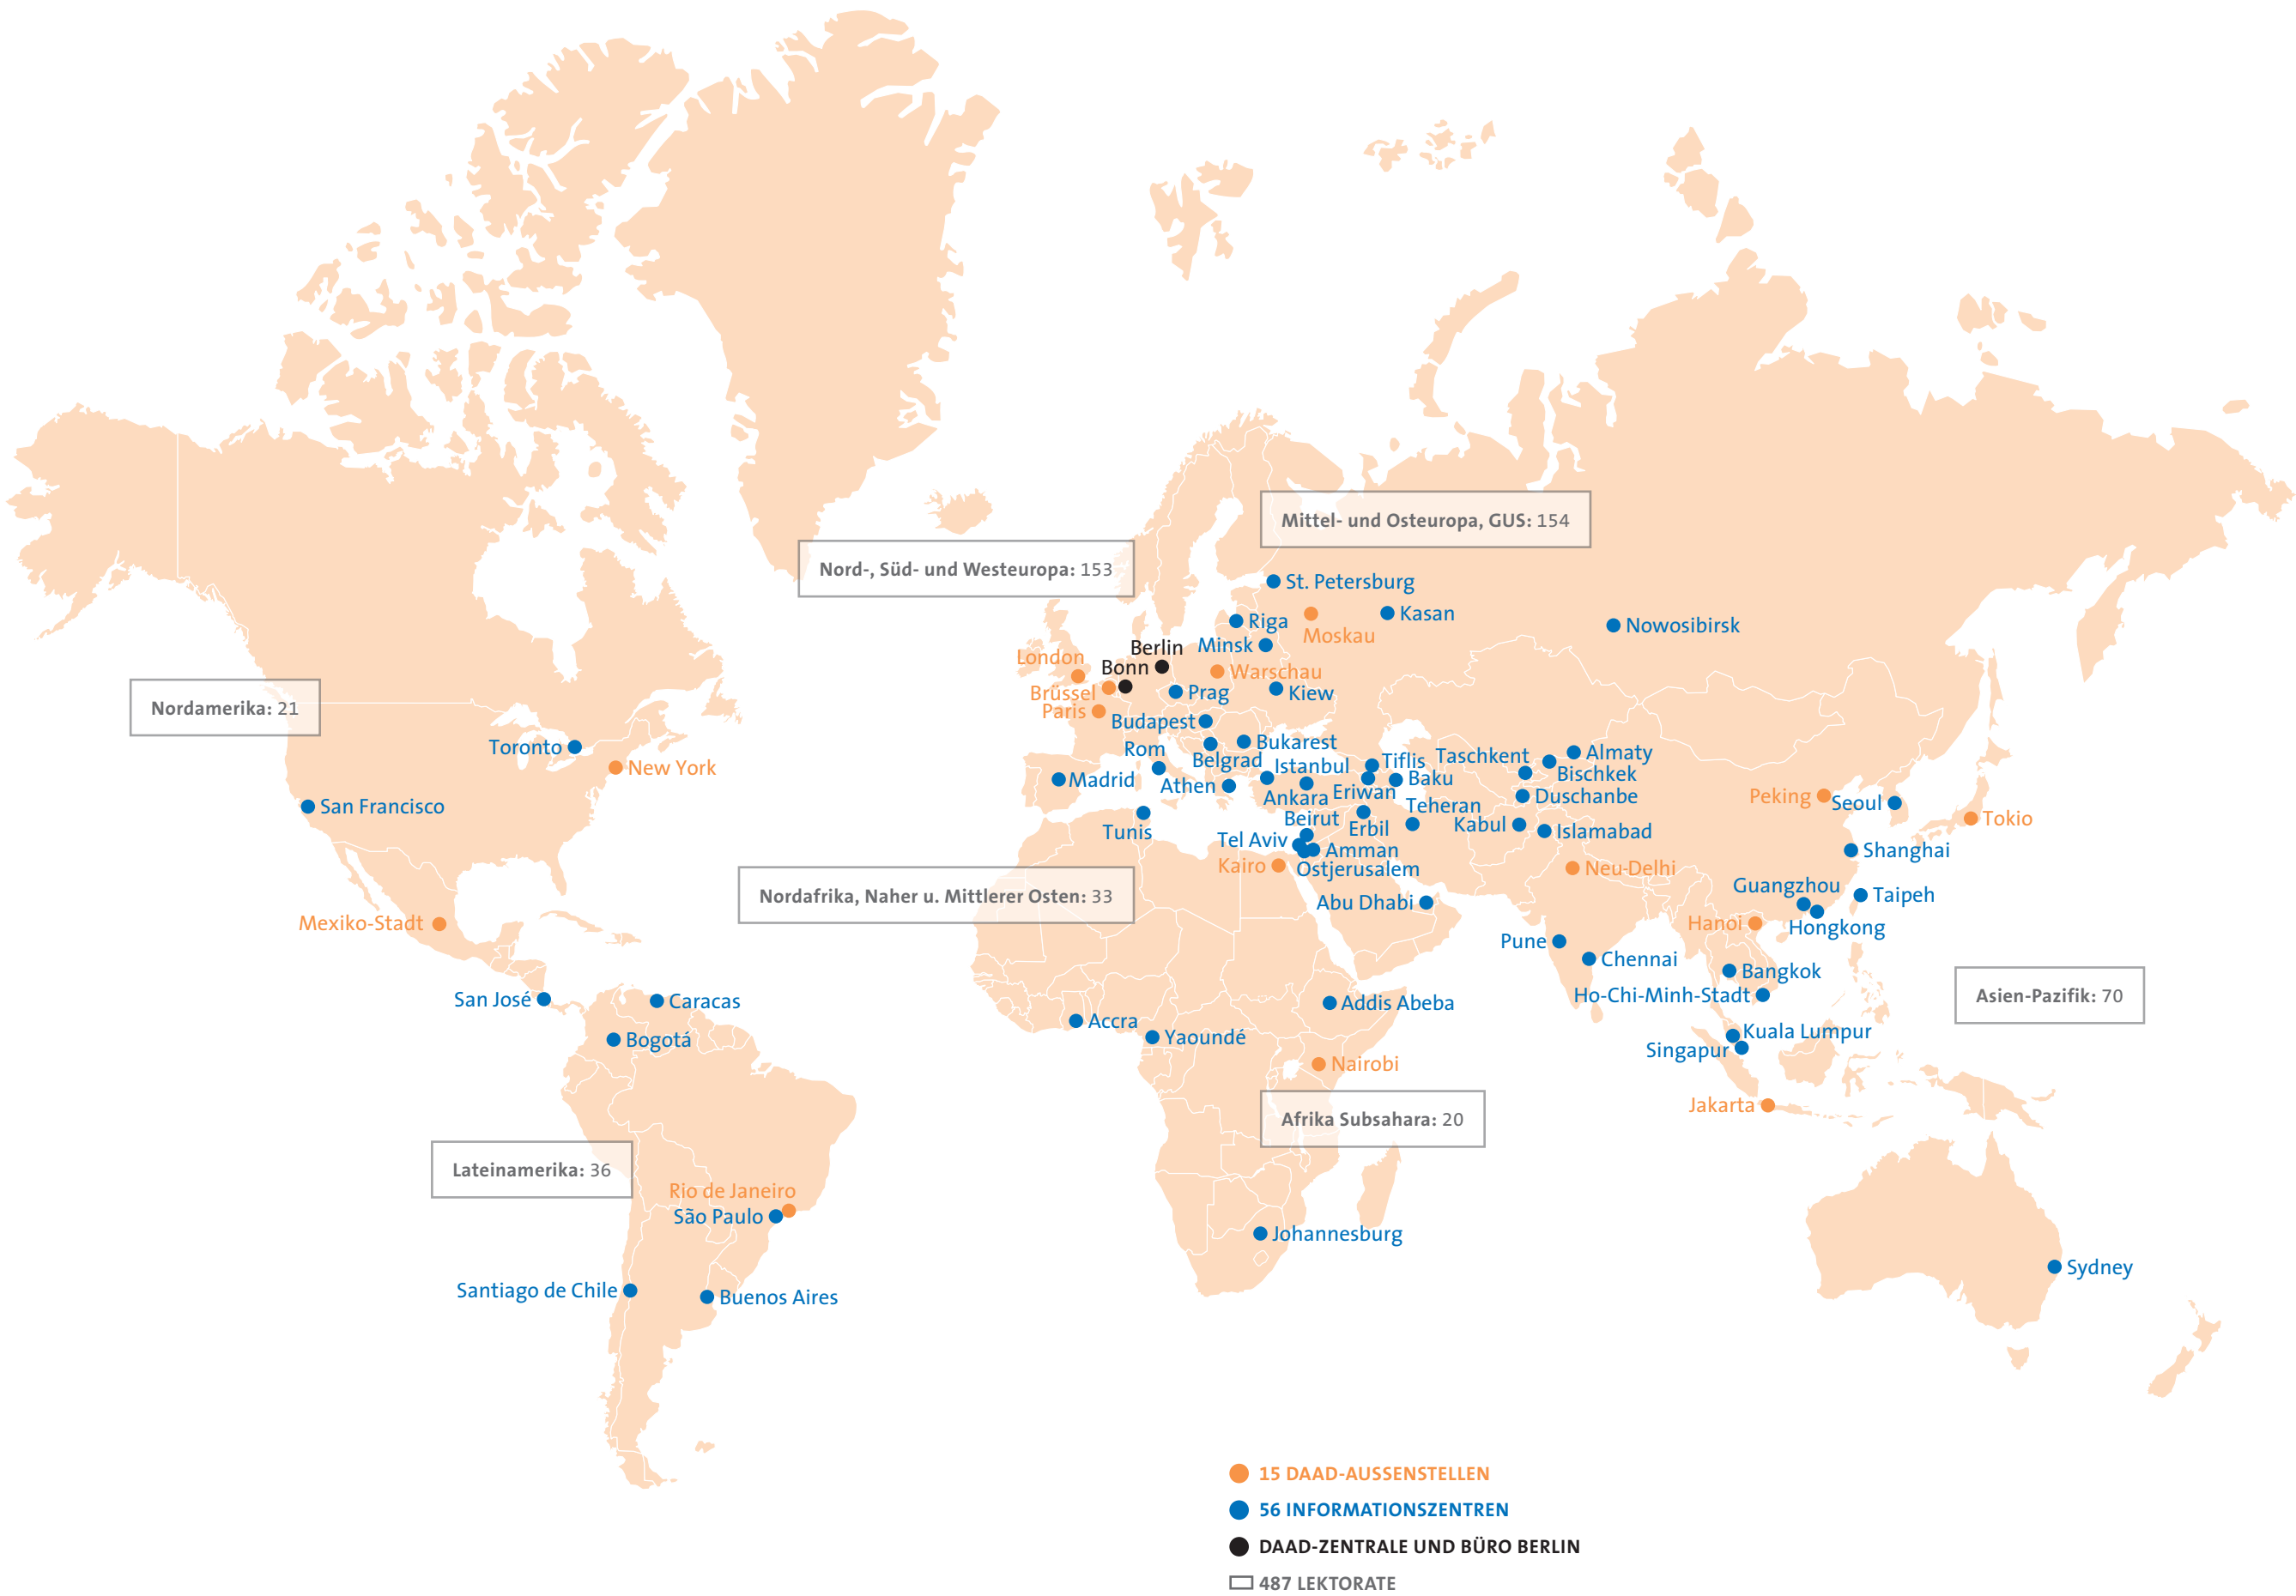 Mittel- und Osteuropa, GUS: 154
Nord-, Süd- und Westeuropa: 153
St. Petersburg
Kasan
Riga
Moskau
Nowosibirsk
Minsk
Berlin
London
Bonn
Warschau
Brüssel
Prag
Kiew
Paris
Nordamerika: 21
Budapest
Toronto
Rom
Bukarest
Belgrad
Istanbul
Tiflis
Taschkent
Almaty
New York
Madrid
Athen
Baku
Bischkek
Ankara
Eriwan
Duschanbe
Peking
Seoul
San Francisco
Teheran
Tokio
Tunis
Beirut
Erbil
Kabul
Islamabad
Tel Aviv
Amman
Shanghai
Kairo
Ostjerusalem
Neu-Delhi
Nordafrika, Naher u. Mittlerer Osten: 33
Abu Dhabi
Guangzhou
Taipeh
Mexiko-Stadt
Hanoi
Hongkong
Pune
Chennai
Bangkok
San José
Caracas
Addis Abeba
Ho-Chi-Minh-Stadt
Asien-Pazifik: 70
Accra
Bogotá
Yaoundé
Kuala Lumpur
Singapur
Nairobi
Jakarta
Afrika Subsahara: 20
Lateinamerika: 36
Rio de Janeiro
São Paulo
Johannesburg
Sydney
Santiago de Chile
Buenos Aires
15 DAAD-AUSSENSTELLEN
56 INFORMATIONSZENTREN
DAAD-ZENTRALE UND BÜRO BERLIN
487 LEKTORATE